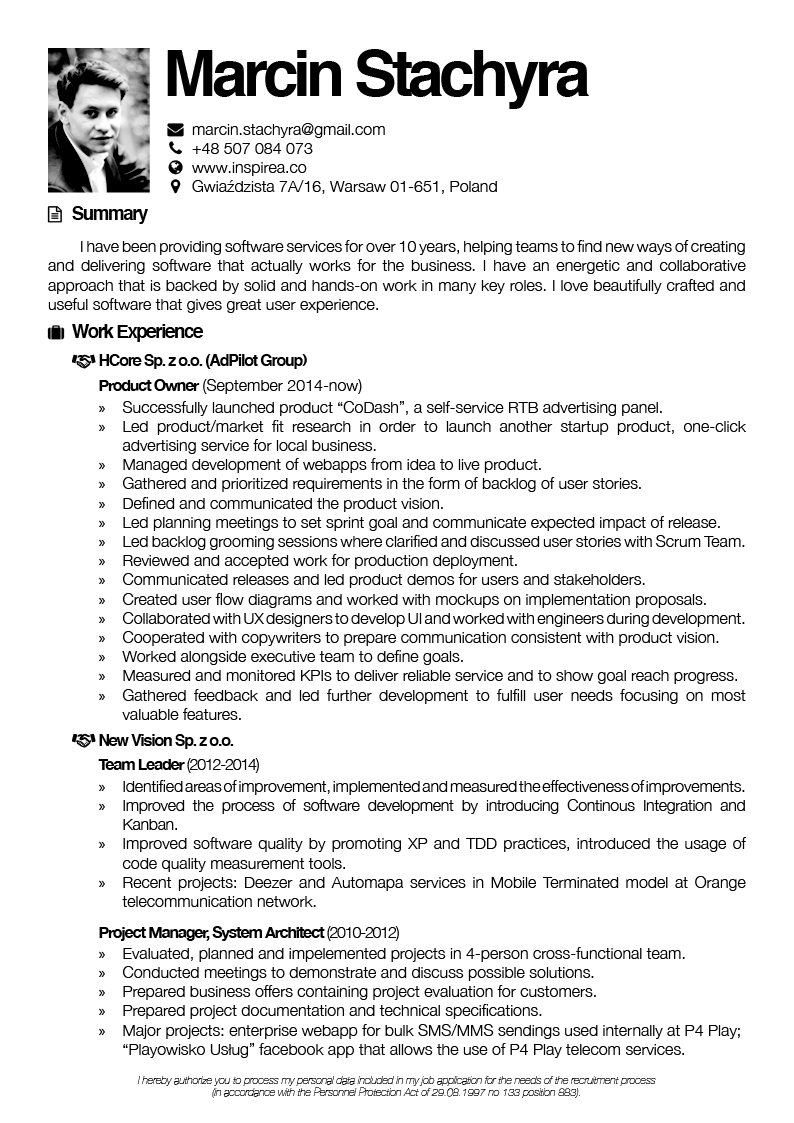 Marcin Stachyra
marcin.stachyra@gmail.com
+48 507 084 073
www.inspirea.co
Gwiaździsta 7A/16, Warsaw 01-651, Poland
Summary
I have been providing software services for over 10 years, helping teams to find new ways of creating
and delivering software that actually works for the business. I have an energetic and collaborative
approach that is backed by solid and hands-on work in many key roles. I love beautifully crafted and
useful software that gives great user experience.
Work Experience
HCore Sp. z o.o. (AdPilot Group)
Product Owner (September 2014-now)
» Successfully launched product “CoDash”, a self-service RTB advertising panel.
» Led product/market fit research in order to launch another startup product, one-click
advertising service for local business.
» Managed development of webapps from idea to live product.
» Gathered and prioritized requirements in the form of backlog of user stories.
» Defined and communicated the product vision.
» Led planning meetings to set sprint goal and communicate expected impact of release.
» Led backlog grooming sessions where clarified and discussed user stories with Scrum Team.
» Reviewed and accepted work for production deployment.
» Communicated releases and led product demos for users and stakeholders.
» Created user flow diagrams and worked with mockups on implementation proposals.
» Collaborated with UX designers to develop UI and worked with engineers during development.
» Cooperated with copywriters to prepare communication consistent with product vision.
» Worked alongside executive team to define goals.
» Measured and monitored KPIs to deliver reliable service and to show goal reach progress.
» Gathered feedback and led further development to fulfill user needs focusing on most
valuable features.
New Vision Sp. z o.o.
Team Leader (2012-2014)
» Identified areas of improvement, implemented and measured the effectiveness of improvements.
» Improved the process of software development by introducing Continous Integration and
Kanban.
» Improved software quality by promoting XP and TDD practices, introduced the usage of
code quality measurement tools.
» Recent projects: Deezer and Automapa services in Mobile Terminated model at Orange
telecommunication network.
Project Manager, System Architect (2010-2012)
» Evaluated, planned and impelemented projects in 4-person cross-functional team.
» Conducted meetings to demonstrate and discuss possible solutions.
» Prepared business offers containing project evaluation for customers.
» Prepared project documentation and technical specifications.
» Major projects: enterprise webapp for bulk SMS/MMS sendings used internally at P4 Play;
“Playowisko Usług” facebook app that allows the use of P4 Play telecom services.
I hereby authorize you to process my personal data included in my job application for the needs of the recruitment process
(in accordance with the Personnel Protection Act of 29.08.1997 no 133 position 883).